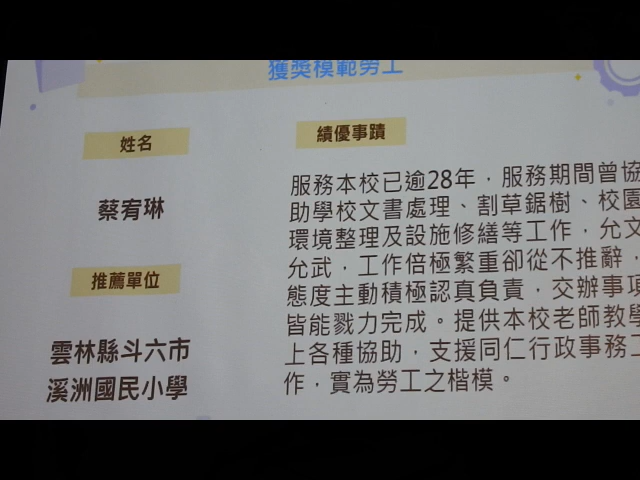 獲獎模範勞工
姓名
蔡宥琳
推薦單位
雲林縣斗六市
溪洲國民小學
績優事蹟
服務本校已逾28年，服務期間曾協
助學校文書處理、割草鋸樹、校園
環境整理及設施修繕等工作，允文
允武，工作倍極繁重卻從不推辭，
態度主動積極認真負責，交辦事項
皆能戮力完成。提供本校老師教學
上各種協助，支援同仁行政事務工
作，實為勞工之楷模。